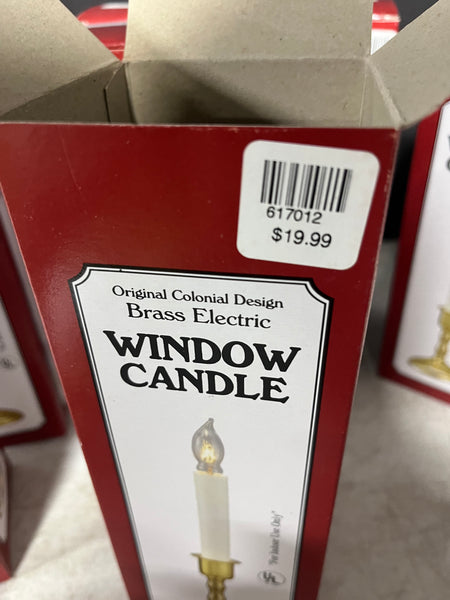 617012
$19.99
Original Colonial Design
Brass Electric
WINDOW
CANDLE
"For Indoor Use Only"